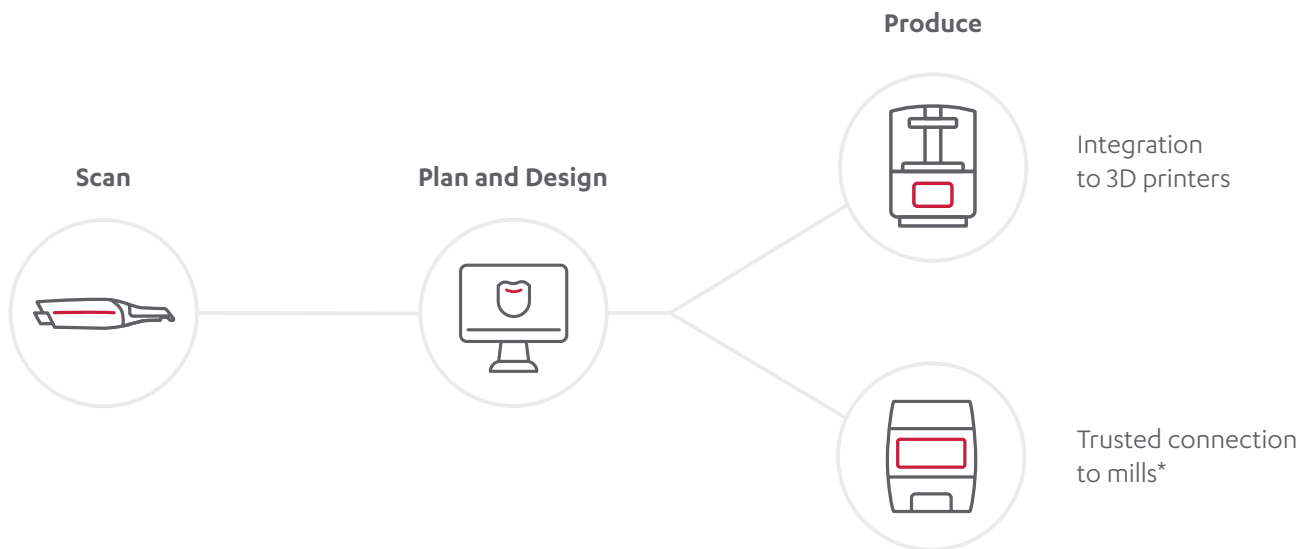 Produce
Scan
Plan and Design
Integration
to 3D printers
Trusted connection
to mills*